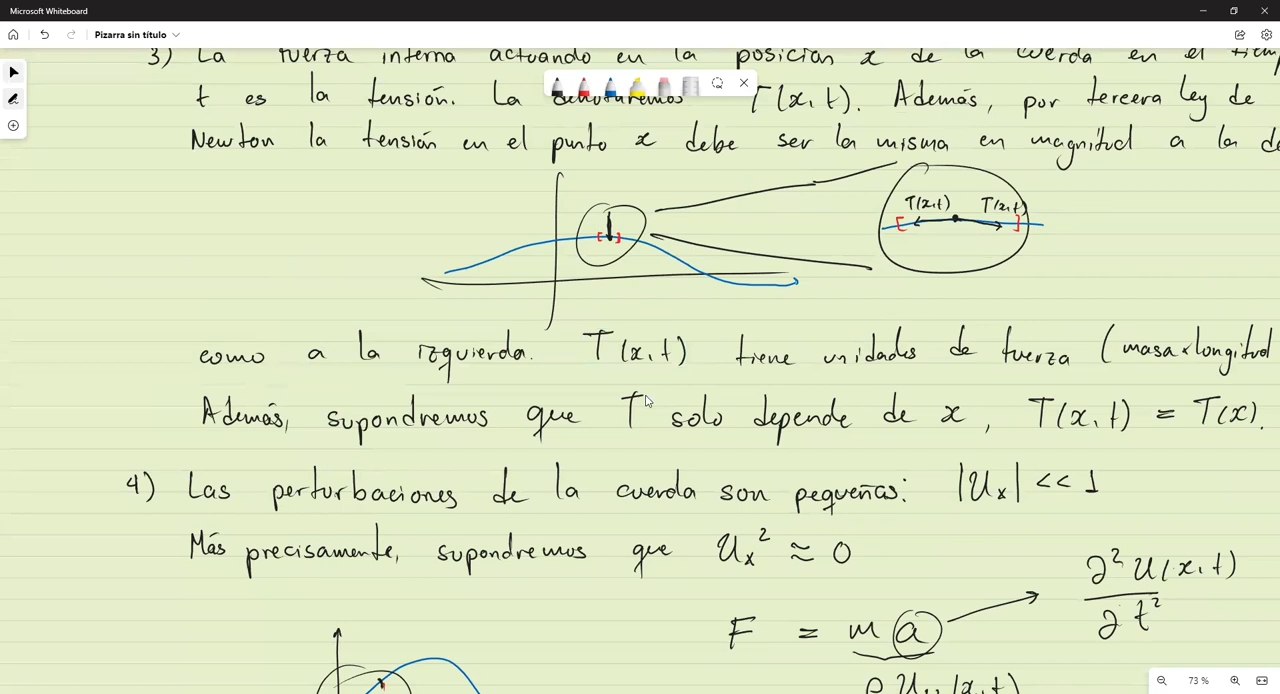 Microsoft Whiteboard
Pizarra sin título
3) La fuerza interna actuando en la posición x de la cuerda en el
t es la tensión. La denotaremos T(x,t). Además, por tercera Ley de
Newton la tensión en el punto x debe ser la misma en magnitud a la
T(x,t) T(x,t)
como a la izquierda. T(x,t) tiene unidades de fuerza (masa×longitud
Además, supondremos que T solo depende de x, T(x,t) = T(x).
4) Las perturbaciones de la cuerda son pequeñas: |Ux| << 1
Más precisamente, supondremos que Ux² ≈ 0
∂² U(x,t)
∂ t²
F = m a
73 %